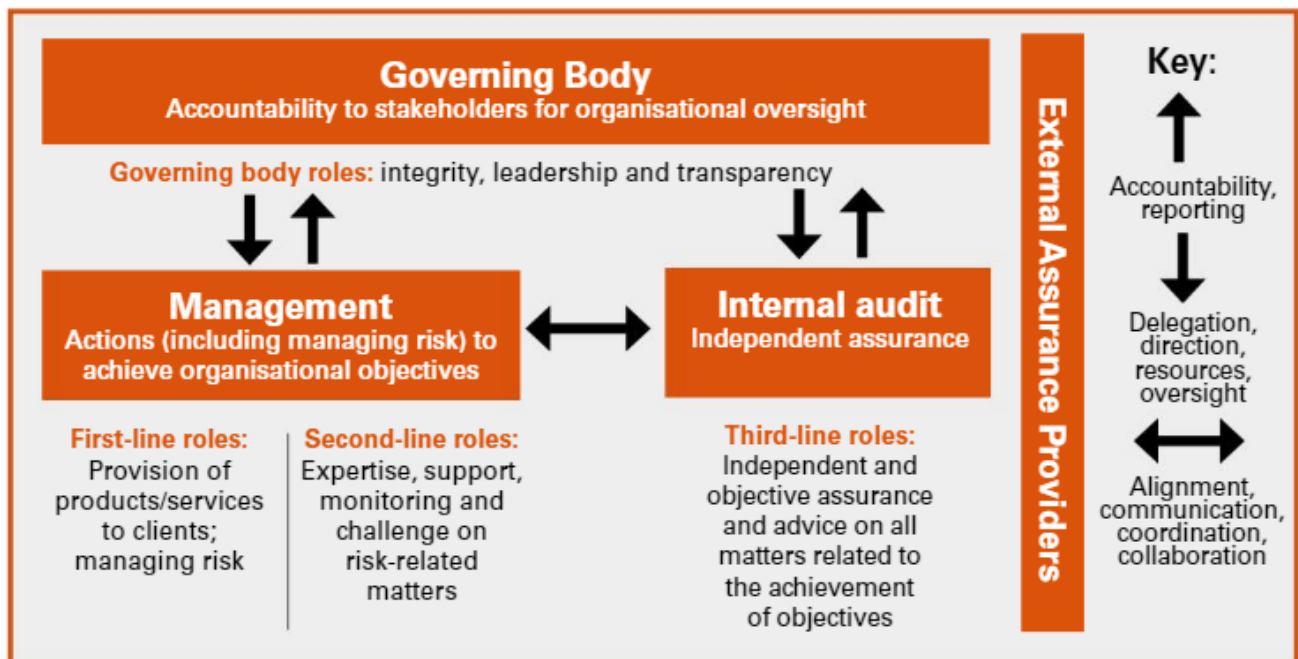 Governing Body
Accountability to stakeholders for organisational oversight
Governing body roles: integrity, leadership and transparency
Management
Actions (including managing risk) to
achieve organisational objectives
Internal audit
Independent assurance
First-line roles:
Provision of
products/services
to clients;
managing risk
Second-line roles:
Expertise, support,
monitoring and
challenge on
risk-related
matters
Third-line roles:
Independent and
objective assurance
and advice on all
matters related to
the achievement
of objectives
External Assurance Providers
Key:
Accountability,
reporting
Delegation,
direction,
resources,
oversight
Alignment,
communication,
coordination,
collaboration